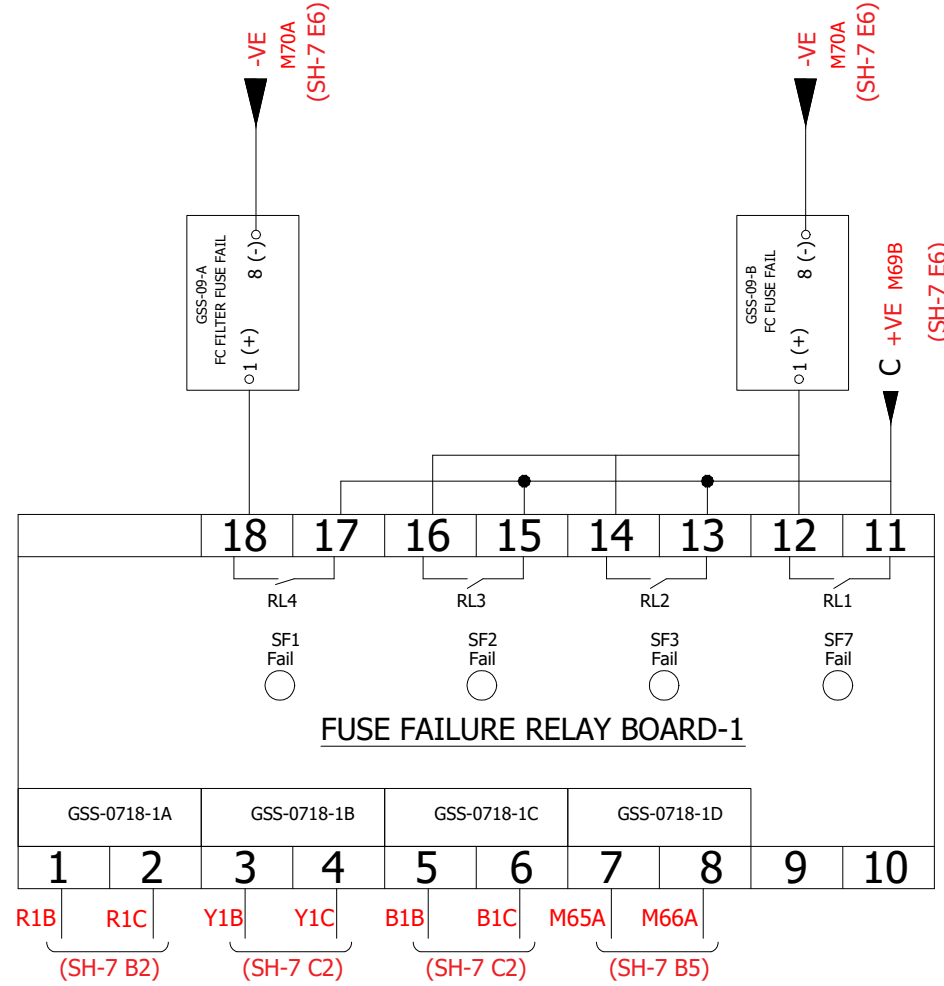 -VE
M70A
(SH-7 E6)
-VE
M70A
(SH-7 E6)
GSS-09-A
FC FILTER FUSE FAIL
1 (+)
8 (-)
GSS-09-B
FC FUSE FAIL
1 (+)
8 (-)
C +VE M69B
(SH-7 E6)
18 17 16 15 14 13 12 11
RL4 RL3 RL2 RL1
SF1 SF2 SF3 SF7
Fail Fail Fail Fail
FUSE FAILURE RELAY BOARD-1
GSS-0718-1A GSS-0718-1B GSS-0718-1C GSS-0718-1D
1 2 3 4 5 6 7 8 9 10
R1B R1C Y1B Y1C B1B B1C M65A M66A
(SH-7 B2) (SH-7 C2) (SH-7 C2) (SH-7 B5)